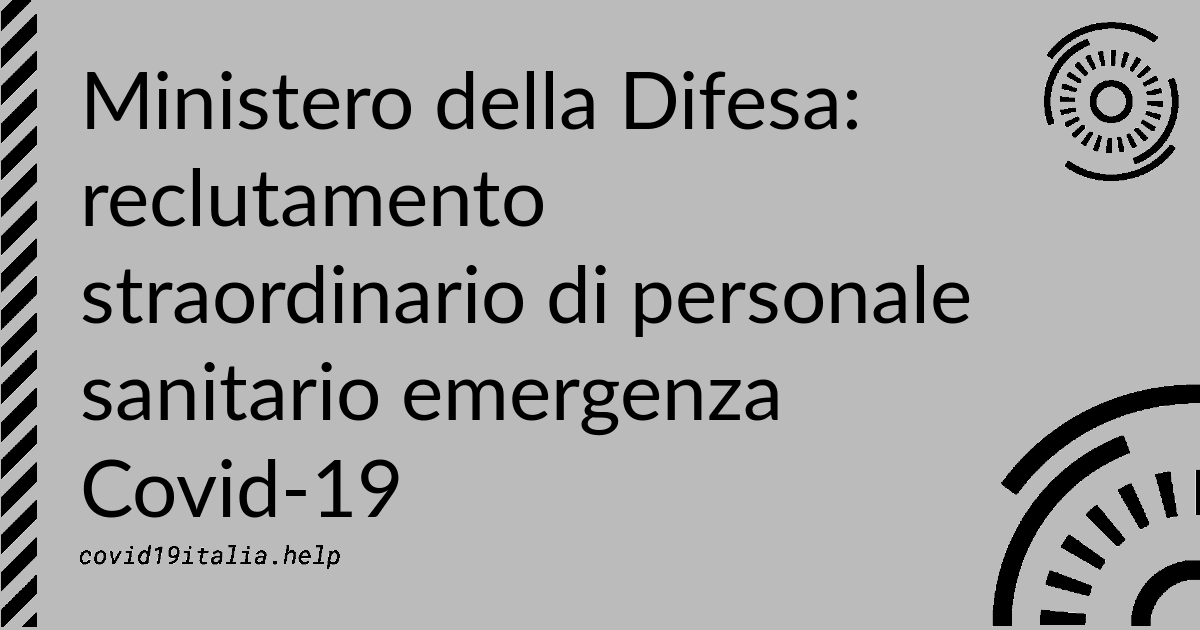 Ministero della Difesa:
reclutamento
straordinario di personale
sanitario emergenza
Covid-19
covid19italia.help